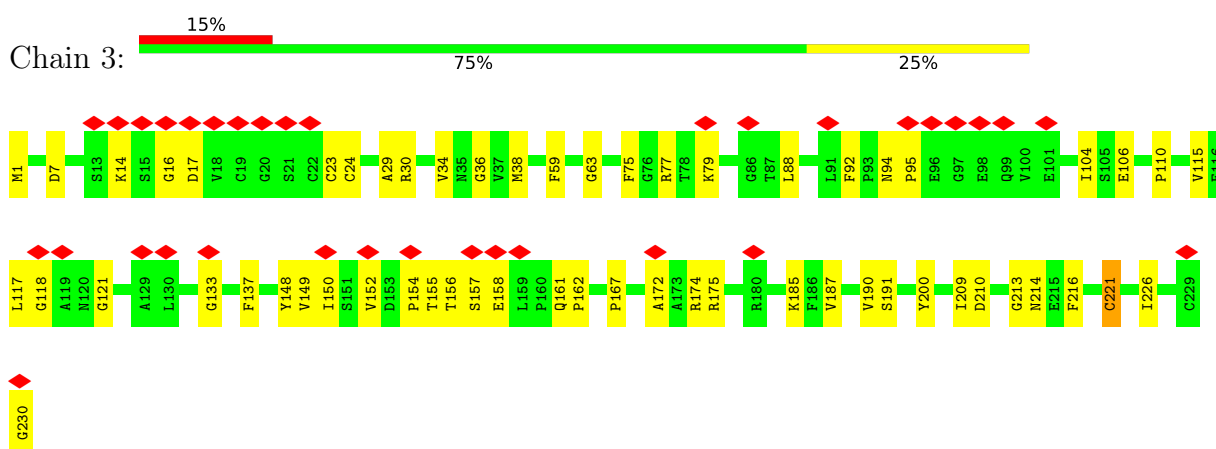 15%
Chain 3:
75% 25%
M1 D7 S13 K14 S15 G16 D17 V18 C19 G20 S21 C22 C23 C24 A29 R30 V34 N35 G36 V37 M38 F59 G63 F75 G76 R77 T78 K79 G86 T87 L88 L91 F92 P93 N94 P95 E96 G97 E98 Q99 V100 E101 I104 S105 E106 P110 V115
L117 G118 A119 N120 G121 A129 L130 G133 F137 Y148 V149 I150 S151 V152 D153 P154 T155 T156 S157 E158 L159 P160 Q161 P162 P167 A172 A173 R174 R175 R180 K185 F186 V187 V190 S191 Y200 I209 D210 G213 N214 E215 F216 C221 I226 C229
G230